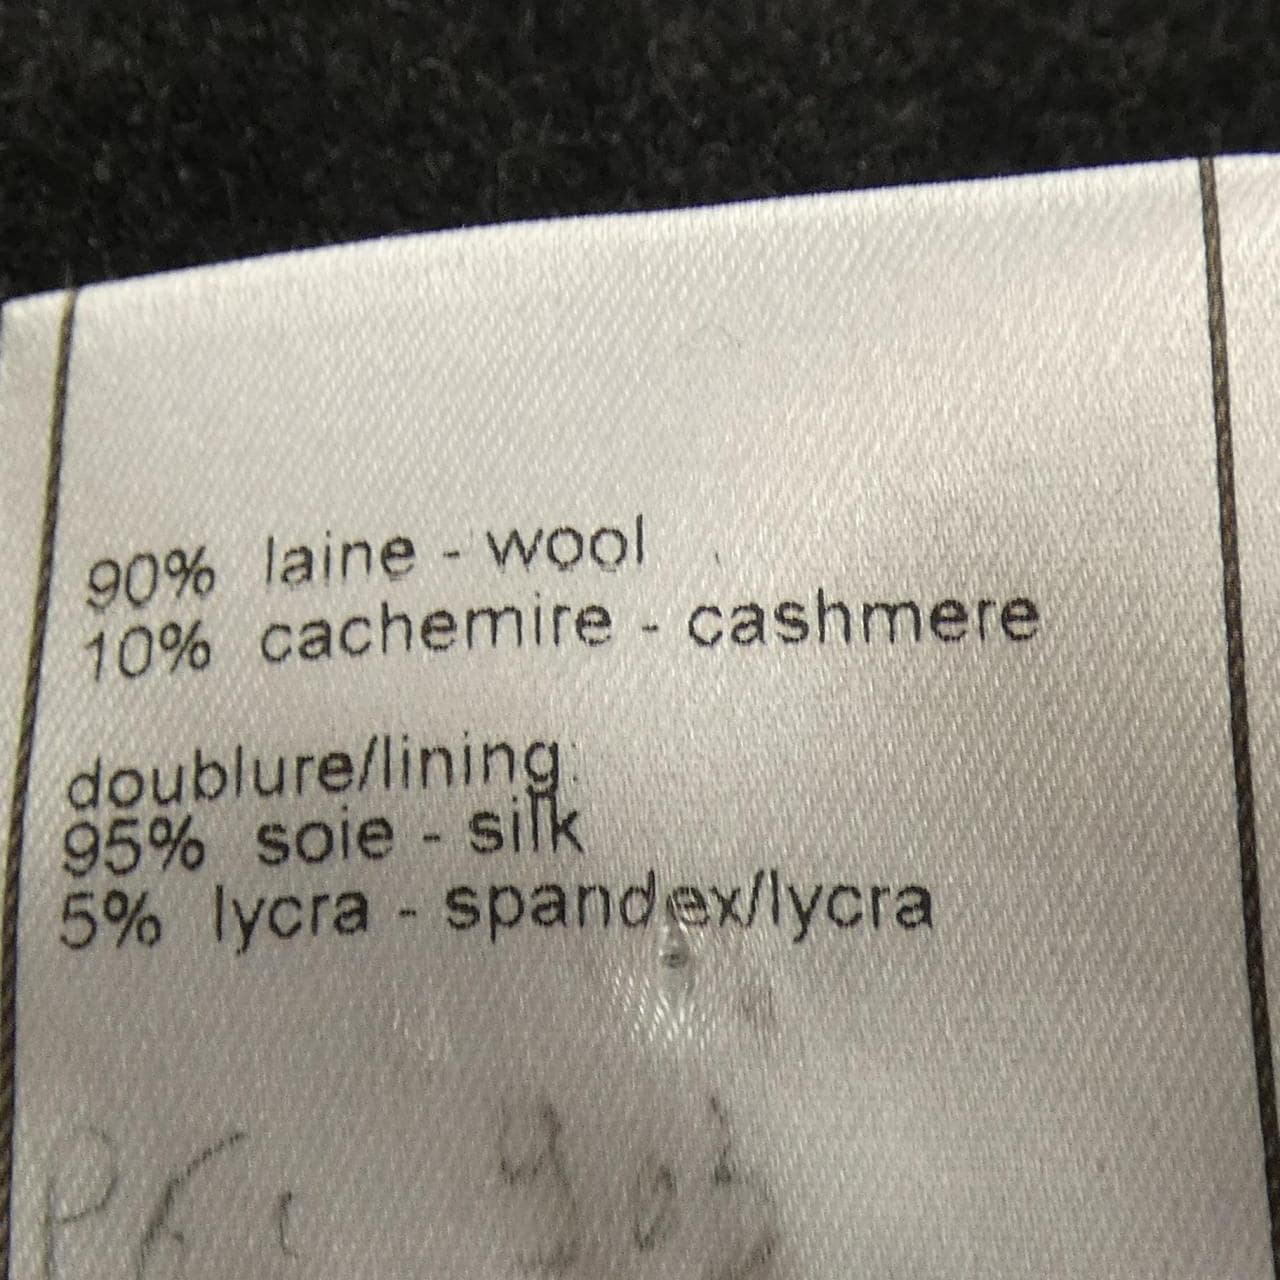 90% laine - wool
10% cachemire - cashmere
doublure/lining:
95% soie - silk
5% lycra - spandex/lycra